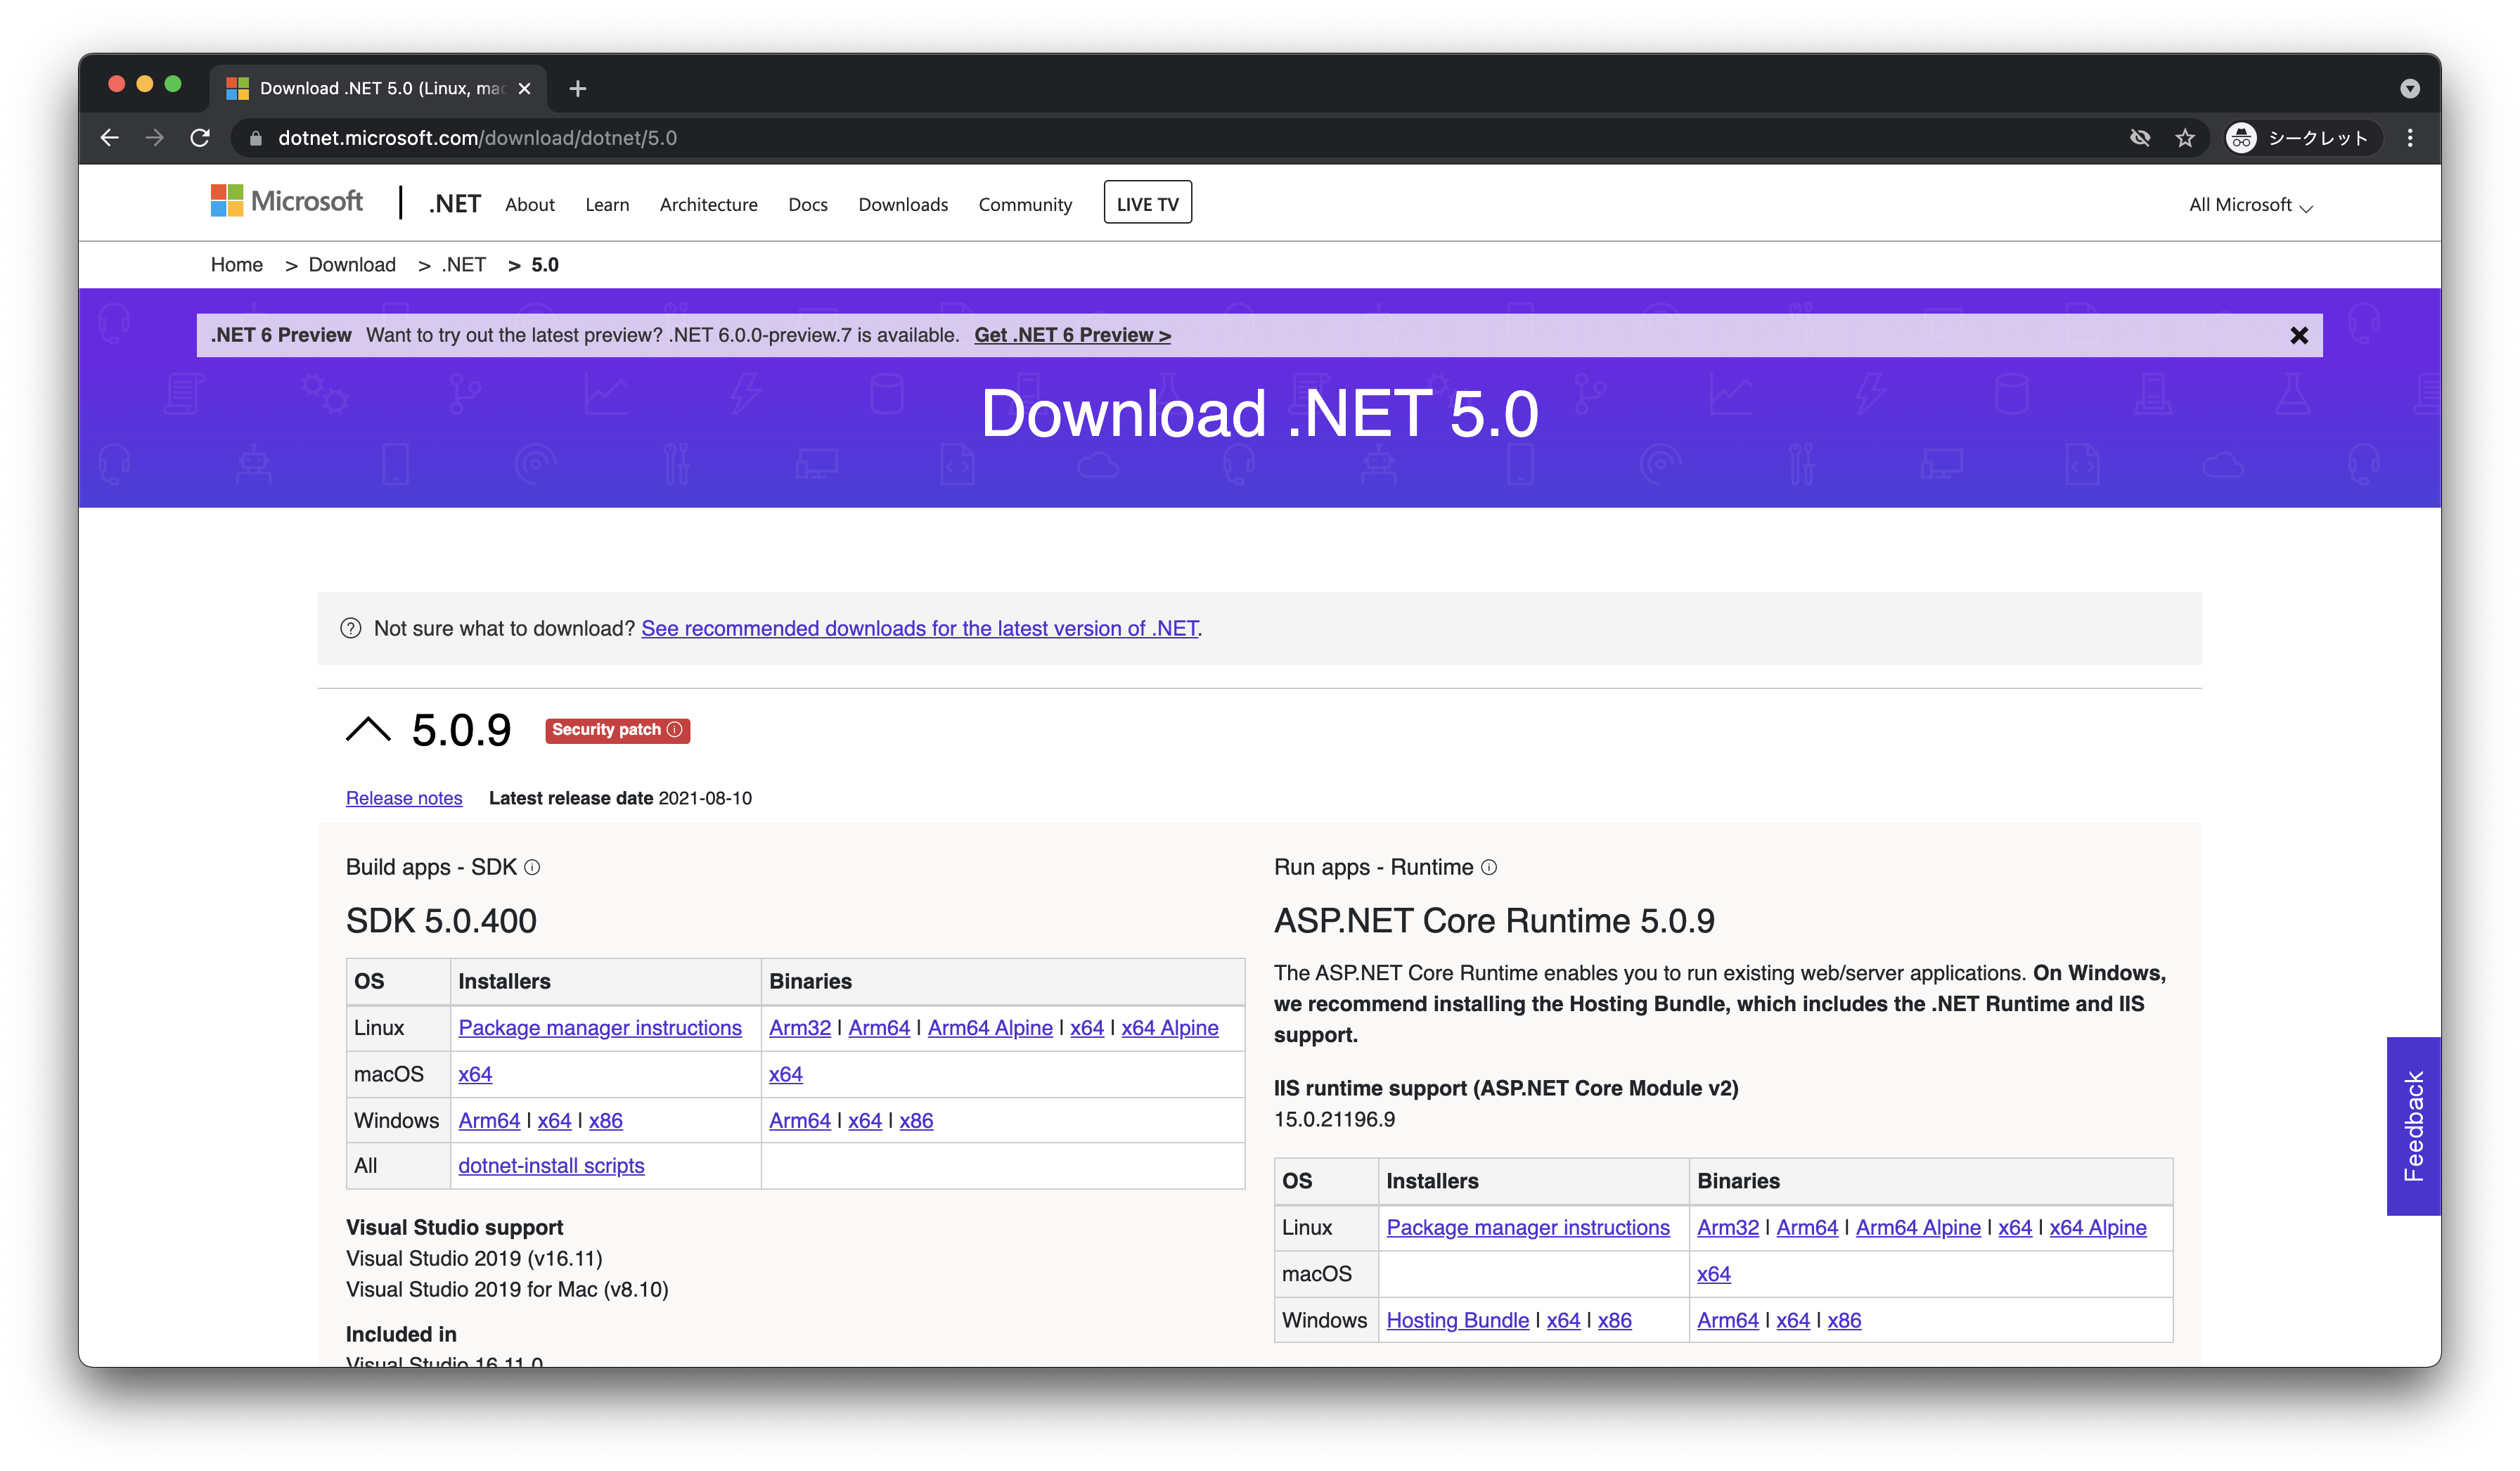 Download .NET 5.0 (Linux, mac
dotnet.microsoft.com/download/dotnet/5.0
シークレット
Microsoft
.NET About Learn Architecture Docs Downloads Community LIVE TV
All Microsoft
Home > Download > .NET > 5.0
.NET 6 Preview Want to try out the latest preview? .NET 6.0.0-preview.7 is available. Get .NET 6 Preview >
Download .NET 5.0
Not sure what to download? See recommended downloads for the latest version of .NET.
5.0.9 Security patch
Release notes Latest release date 2021-08-10
Build apps - SDK
SDK 5.0.400
OS Installers Binaries
Linux Package manager instructions Arm32 | Arm64 | Arm64 Alpine | x64 | x64 Alpine
macOS x64 x64
Windows Arm64 | x64 | x86 Arm64 | x64 | x86
All dotnet-install scripts
Visual Studio support
Visual Studio 2019 (v16.11)
Visual Studio 2019 for Mac (v8.10)
Included in
Visual Studio 16.11.0
Run apps - Runtime
ASP.NET Core Runtime 5.0.9
The ASP.NET Core Runtime enables you to run existing web/server applications. On Windows,
we recommend installing the Hosting Bundle, which includes the .NET Runtime and IIS
support.
IIS runtime support (ASP.NET Core Module v2)
15.0.21196.9
OS Installers Binaries
Linux Package manager instructions Arm32 | Arm64 | Arm64 Alpine | x64 | x64 Alpine
macOS x64
Windows Hosting Bundle | x64 | x86 Arm64 | x64 | x86
Feedback